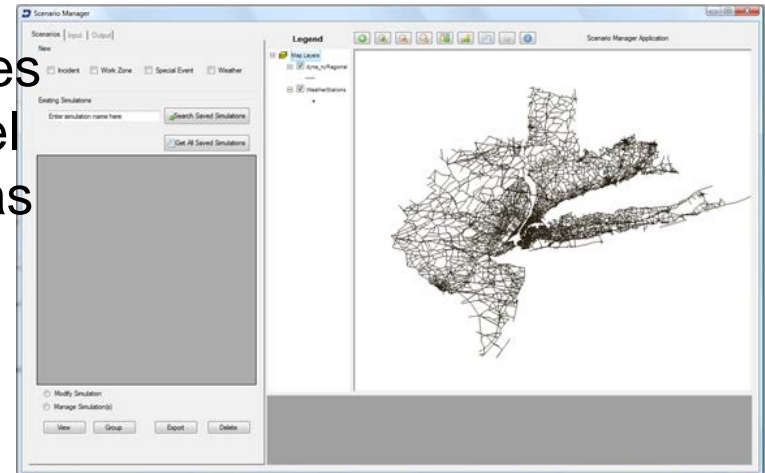 Scenario Manager
Scenarios Input Output
New
Incident Work Zone Special Event Weather
Existing Simulations
Enter simulation name here Search Saved Simulations
Get All Saved Simulations
Modify Simulation
Manage Simulation(s)
View Group Export Delete
Legend
Map Layers
dyna_nyRegional
WeatherStations
Scenario Manager Application
es
el